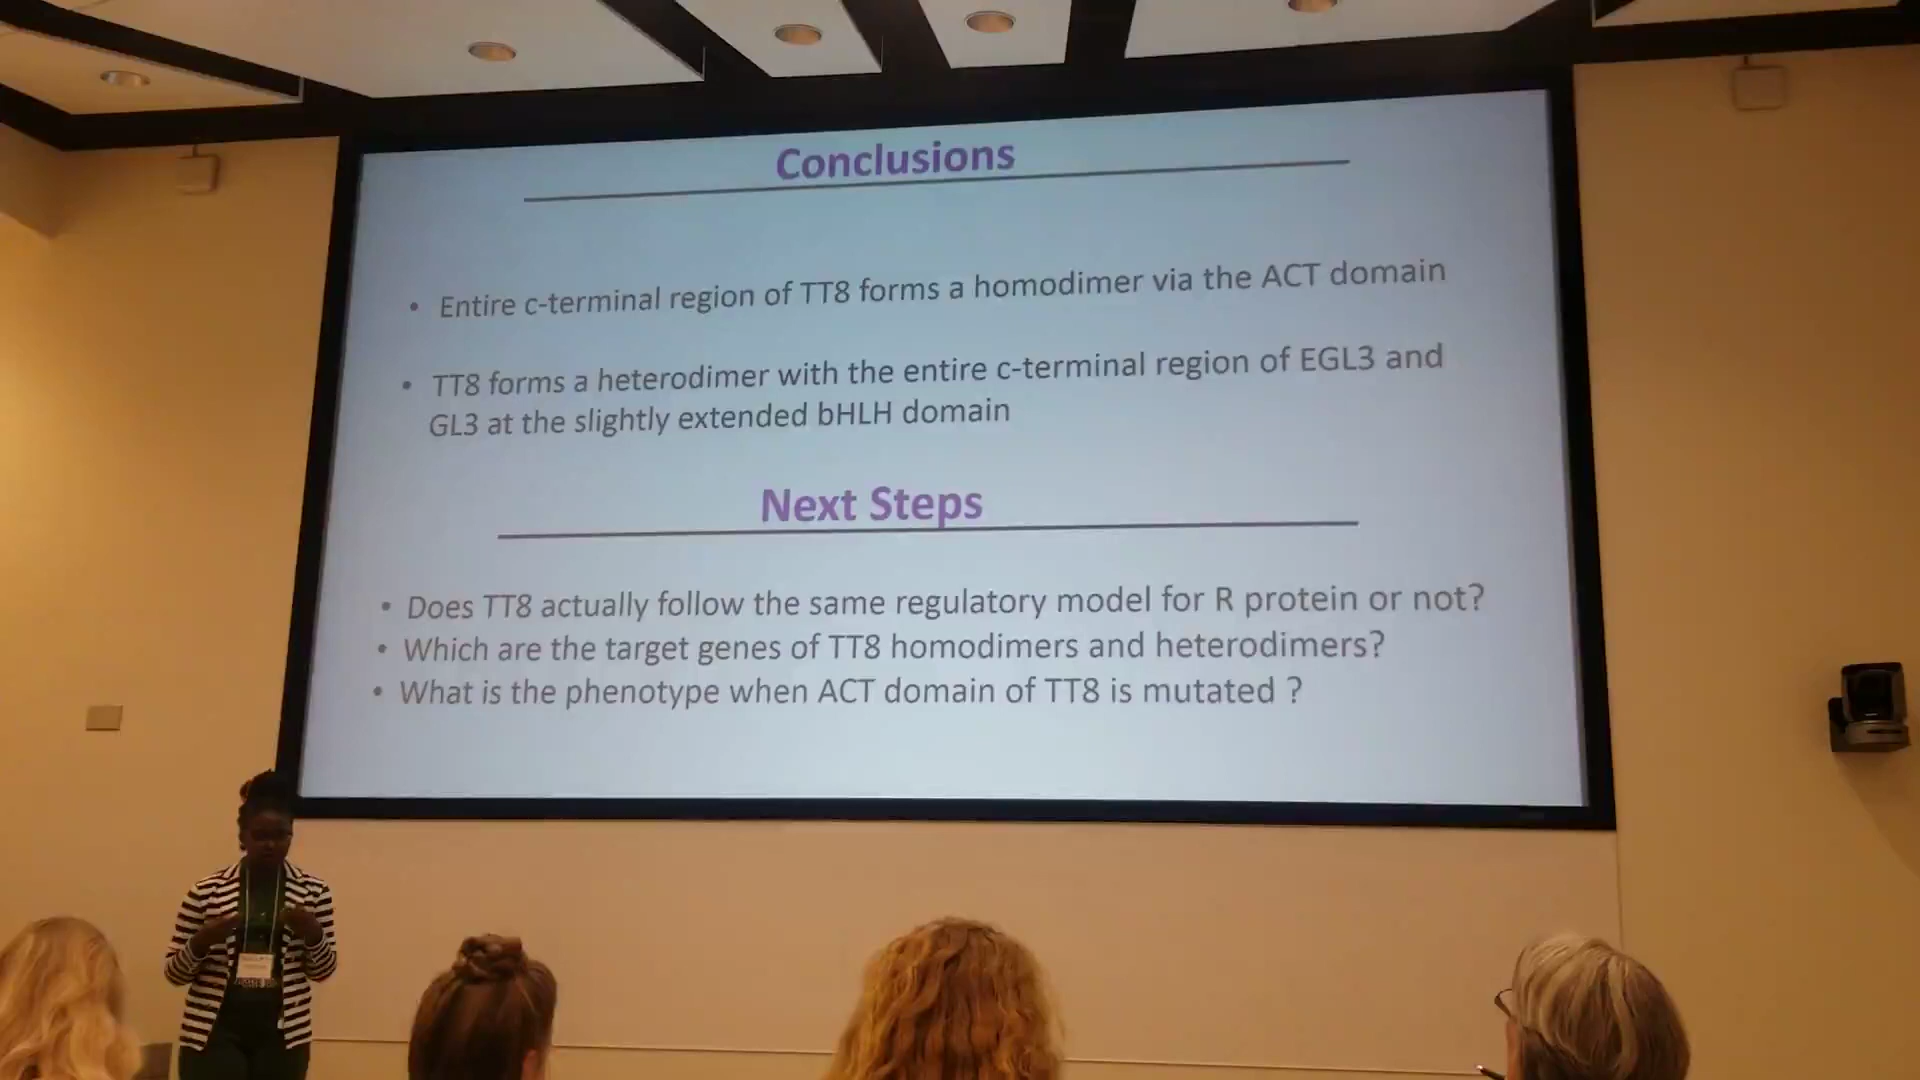 Conclusions
• Entire c-terminal region of TT8 forms a homodimer via the ACT domain
• TT8 forms a heterodimer with the entire c-terminal region of EGL3 and
GL3 at the slightly extended bHLH domain
Next Steps
• Does TT8 actually follow the same regulatory model for R protein or not?
• Which are the target genes of TT8 homodimers and heterodimers?
• What is the phenotype when ACT domain of TT8 is mutated ?